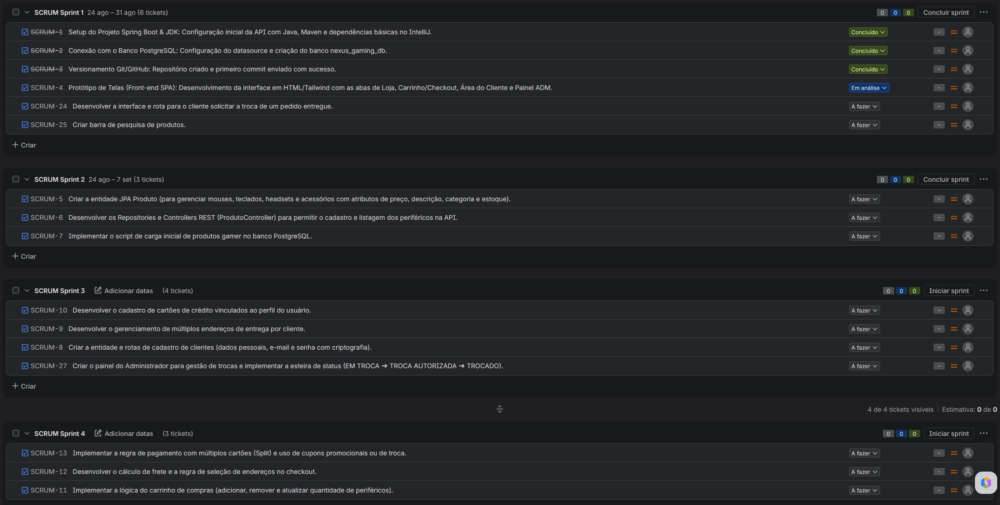 SCRUM Sprint 1 24 ago – 31 ago (6 tickets) 0 0 0 Concluir sprint
SCRUM-1 Setup do Projeto Spring Boot & JDK: Configuração inicial da API com Java, Maven e dependências básicas no IntelliJ. Concluído -
SCRUM-2 Conexão com o Banco PostgreSQL: Configuração do datasource e criação do banco nexus_gaming_db. Concluído -
SCRUM-3 Versionamento Git/GitHub: Repositório criado e primeiro commit enviado com sucesso. Concluído -
SCRUM-4 Protótipo de Telas (Front-end SPA): Desenvolvimento da interface em HTML/Tailwind com as abas de Loja, Carrinho/Checkout, Área do Cliente e Painel ADM. Em análise -
SCRUM-24 Desenvolver a interface e rota para o cliente solicitar a troca de um pedido entregue. A fazer -
SCRUM-25 Criar barra de pesquisa de produtos. A fazer -
+ Criar
SCRUM Sprint 2 24 ago – 7 set (3 tickets) 0 0 0 Concluir sprint
SCRUM-5 Criar a entidade JPA Produto (para gerenciar mouses, teclados, headsets e acessórios com atributos de preço, descrição, categoria e estoque). A fazer -
SCRUM-6 Desenvolver os Repositories e Controllers REST (ProdutoController) para permitir o cadastro e listagem dos periféricos na API. A fazer -
SCRUM-7 Implementar o script de carga inicial de produtos gamer no banco PostgreSQL. A fazer -
+ Criar
SCRUM Sprint 3 Adicionar datas (4 tickets) 0 0 0 Iniciar sprint
SCRUM-10 Desenvolver o cadastro de cartões de crédito vinculados ao perfil do usuário. A fazer -
SCRUM-9 Desenvolver o gerenciamento de múltiplos endereços de entrega por cliente. A fazer -
SCRUM-8 Criar a entidade e rotas de cadastro de clientes (dados pessoais, e-mail e senha com criptografia). A fazer -
SCRUM-27 Criar o painel do Administrador para gestão de trocas e implementar a esteira de status (EM TROCA ➔ TROCA AUTORIZADA ➔ TROCADO). A fazer -
+ Criar
4 de 4 tickets visíveis | Estimativa: 0 de 0
SCRUM Sprint 4 Adicionar datas (3 tickets) 0 0 0 Iniciar sprint
SCRUM-13 Implementar a regra de pagamento com múltiplos cartões (Split) e uso de cupons promocionais ou de troca. A fazer -
SCRUM-12 Desenvolver o cálculo de frete e a regra de seleção de endereços no checkout. A fazer -
SCRUM-11 Implementar a lógica do carrinho de compras (adicionar, remover e atualizar quantidade de periféricos). A fazer -